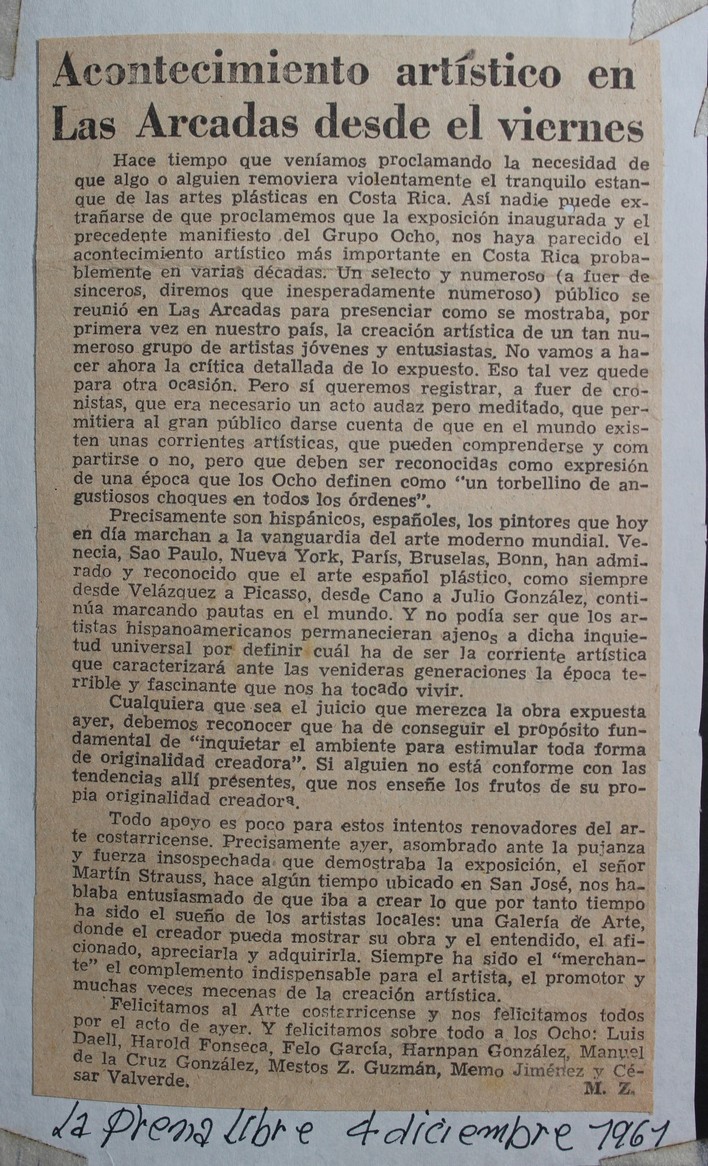 Acontecimiento artístico en
Las Arcadas desde el viernes
Hace tiempo que veníamos proclamando la necesidad de
que algo o alguien removiera violentamente el tranquilo estan-
que de las artes plásticas en Costa Rica. Así nadie puede ex-
trañarse de que proclamemos que la exposición inaugurada y el
precedente manifiesto del Grupo Ocho, nos haya parecido el
acontecimiento artístico más importante en Costa Rica proba-
blemente en varias décadas. Un selecto y numeroso (a fuer de
sinceros, diremos que inesperadamente numeroso) público se
reunió en Las Arcadas para presenciar como se mostraba, por
primera vez en nuestro país, la creación artística de un tan nu-
meroso grupo de artistas jóvenes y entusiastas. No vamos a ha-
cer ahora la crítica detallada de lo expuesto. Eso tal vez quede
para otra ocasión. Pero sí queremos registrar, a fuer de cro-
nistas, que era necesario un acto audaz pero meditado, que per-
mitiera al gran público darse cuenta de que en el mundo exis-
ten unas corrientes artísticas, que pueden comprenderse y com
partirse o no, pero que deben ser reconocidas como expresión
de una época que los Ocho definen como "un torbellino de an-
gustiosos choques en todos los órdenes".
Precisamente son hispánicos, españoles, los pintores que hoy
en día marchan a la vanguardia del arte moderno mundial. Ve-
necia, Sao Paulo, Nueva York, París, Bruselas, Bonn, han admi-
rado y reconocido que el arte español plástico, como siempre
desde Velázquez a Picasso, desde Cano a Julio González, conti-
núa marcando pautas en el mundo. Y no podía ser que los ar-
tistas hispanoamericanos permanecieran ajenos a dicha inquie-
tud universal por definir cuál ha de ser la corriente artística
que caracterizará ante las venideras generaciones la época te-
rrible y fascinante que nos ha tocado vivir.
Cualquiera que sea el juicio que merezca la obra expuesta
ayer, debemos reconocer que ha de conseguir el propósito fun-
damental de "inquietar el ambiente para estimular toda forma
de originalidad creadora". Si alguien no está conforme con las
tendencias allí présentes, que nos enseñe los frutos de su pro-
pia originalidad creadora.
Todo apoyo es poco para estos intentos renovadores del ar-
te costarricense. Precisamente ayer, asombrado ante la pujanza
y fuerza insospechada que demostraba la exposición, el señor
Martín Strauss, hace algún tiempo ubicado en San José, nos ha-
blaba entusiasmado de que iba a crear lo que por tanto tiempo
ha sido el sueño de los artistas locales: una Galería de Arte,
donde el creador pueda mostrar su obra y el entendido, el afi-
cionado, apreciarla y adquirirla. Siempre ha sido el "merchan-
te" el complemento indispensable para el artista, el promotor y
muchas veces mecenas de la creación artística.
Felicitamos al Arte costarricense y nos felicitamos todos
por el acto de ayer. Y felicitamos sobre todo a los Ocho: Luis
Daell, Harold Fonseca, Felo García, Harnpan González, Manuel
de la Cruz González, Mestos Z. Guzmán, Memo Jiménez y Cé-
sar Valverde.
M. Z.
La Prensa Libre 4 diciembre 1961